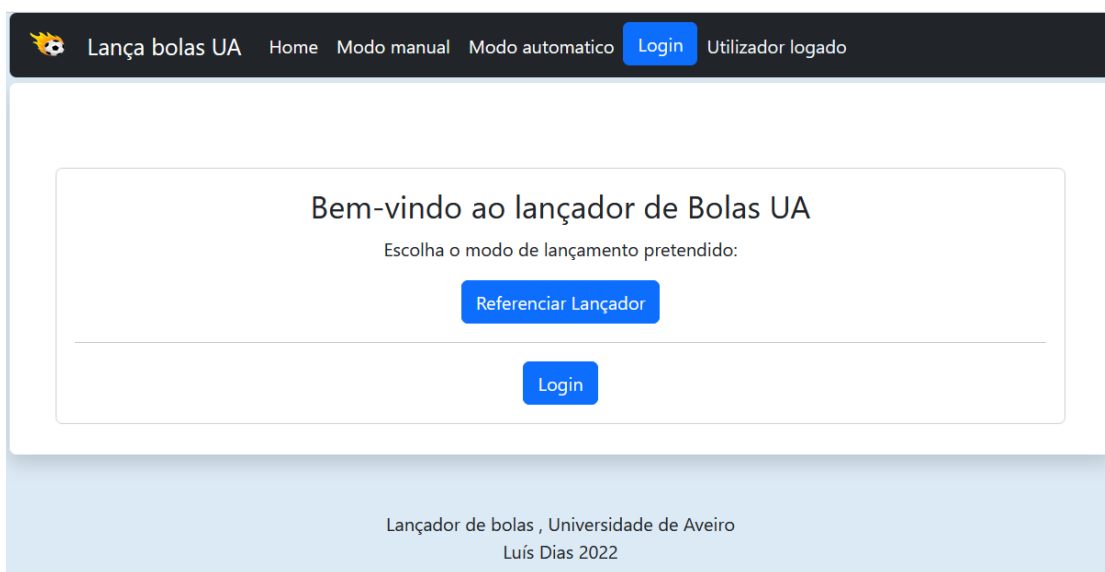 Lança bolas UA Home Modo manual Modo automatico Login Utilizador logado
Bem-vindo ao lançador de Bolas UA
Escolha o modo de lançamento pretendido:
Referenciar Lançador
Login
Lançador de bolas , Universidade de Aveiro
Luís Dias 2022